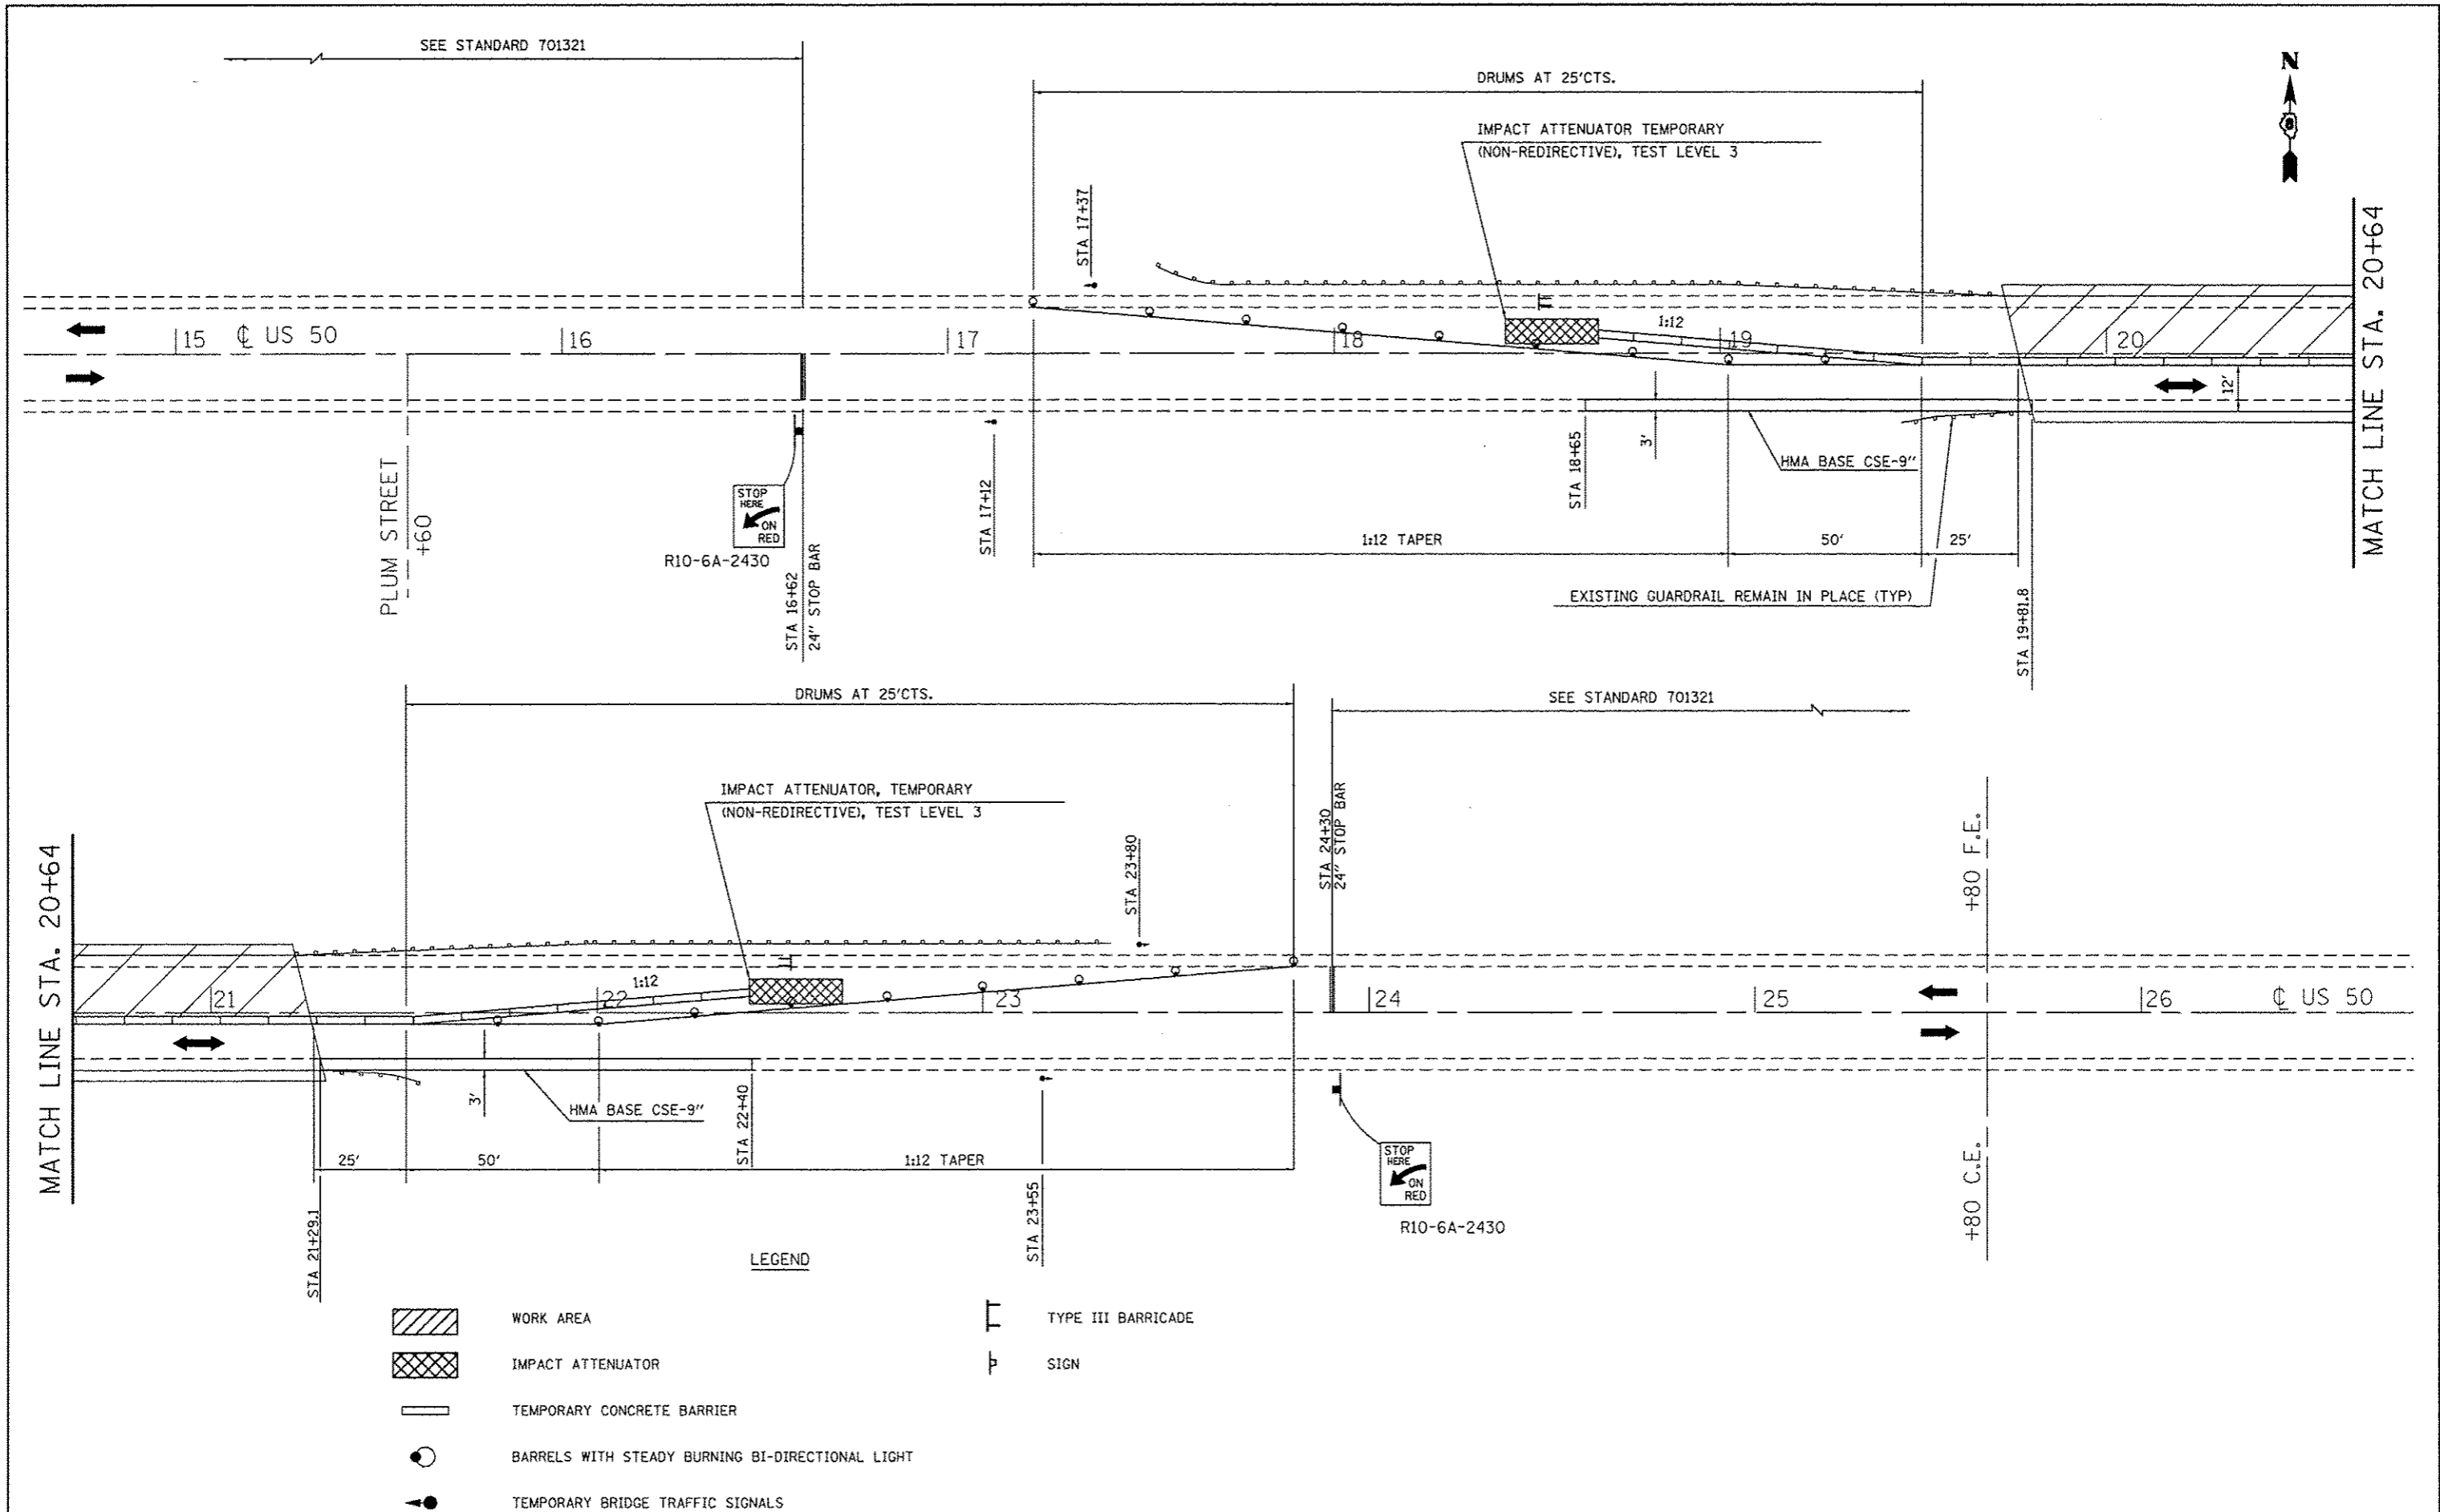 SEE STANDARD 701321
DRUMS AT 25'CTS.
N
IMPACT ATTENUATOR TEMPORARY
(NON-REDIRECTIVE), TEST LEVEL 3
STA 17+37
MATCH LINE STA. 20+64
15
℄ US 50
16
17
18
1:12
19
20
12'
PLUM STREET
+60
STOP
HERE
ON
RED
R10-6A-2430
STA 16+62
24" STOP BAR
STA 17+12
STA 18+65
3'
HMA BASE CSE-9"
1:12 TAPER
50'
25'
EXISTING GUARDRAIL REMAIN IN PLACE (TYP)
STA 19+81.8
DRUMS AT 25'CTS.
SEE STANDARD 701321
IMPACT ATTENUATOR, TEMPORARY
(NON-REDIRECTIVE), TEST LEVEL 3
STA 23+80
STA 24+30
24" STOP BAR
+80 F.E.
MATCH LINE STA. 20+64
21
1:12
22
23
24
25
26
℄ US 50
3'
HMA BASE CSE-9"
STA 22+40
25'
50'
1:12 TAPER
STA 21+29.1
STA 23+55
STOP
HERE
ON
RED
R10-6A-2430
+80 C.E.
LEGEND
WORK AREA
TYPE III BARRICADE
IMPACT ATTENUATOR
SIGN
TEMPORARY CONCRETE BARRIER
BARRELS WITH STEADY BURNING BI-DIRECTIONAL LIGHT
TEMPORARY BRIDGE TRAFFIC SIGNALS